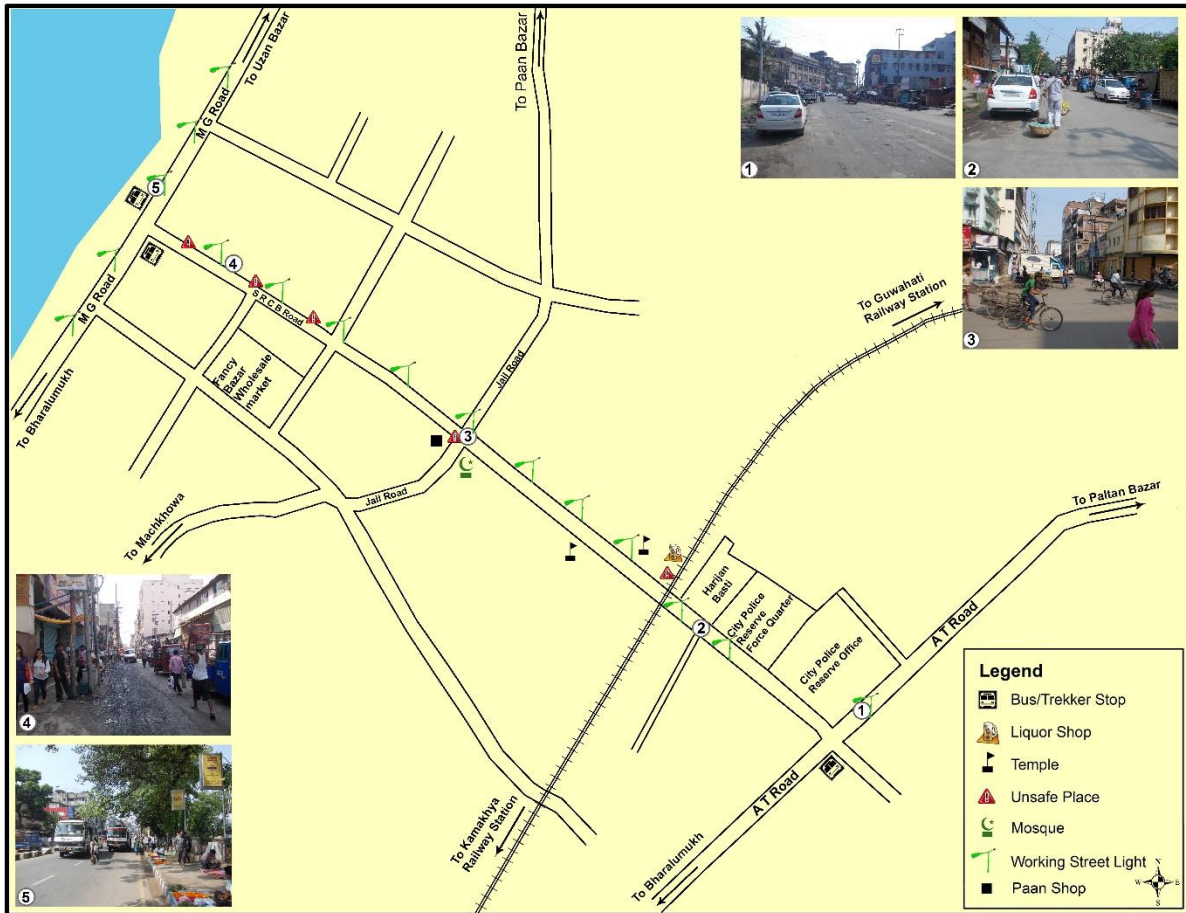 To Uzan Bazar
M G Road
To Paan Bazar
1
2
3
5
4
S R C B Road
M G Road
To Bharalumukh
Fancy
Bazar
Wholesale
market
Jail Road
3
Jail Road
To Machkhowa
To Guwahati
Railway Station
To Paltan Bazar
Harijan
Basti
City Police
Reserve
Force Quarter
City Police
Reserve Office
2
1
A T Road
A T Road
To Bharalumukh
To Kamakhya
Railway Station
4
5
Legend
Bus/Trekker Stop
Liquor Shop
Temple
Unsafe Place
Mosque
Working Street Light
Paan Shop
N
W E
S